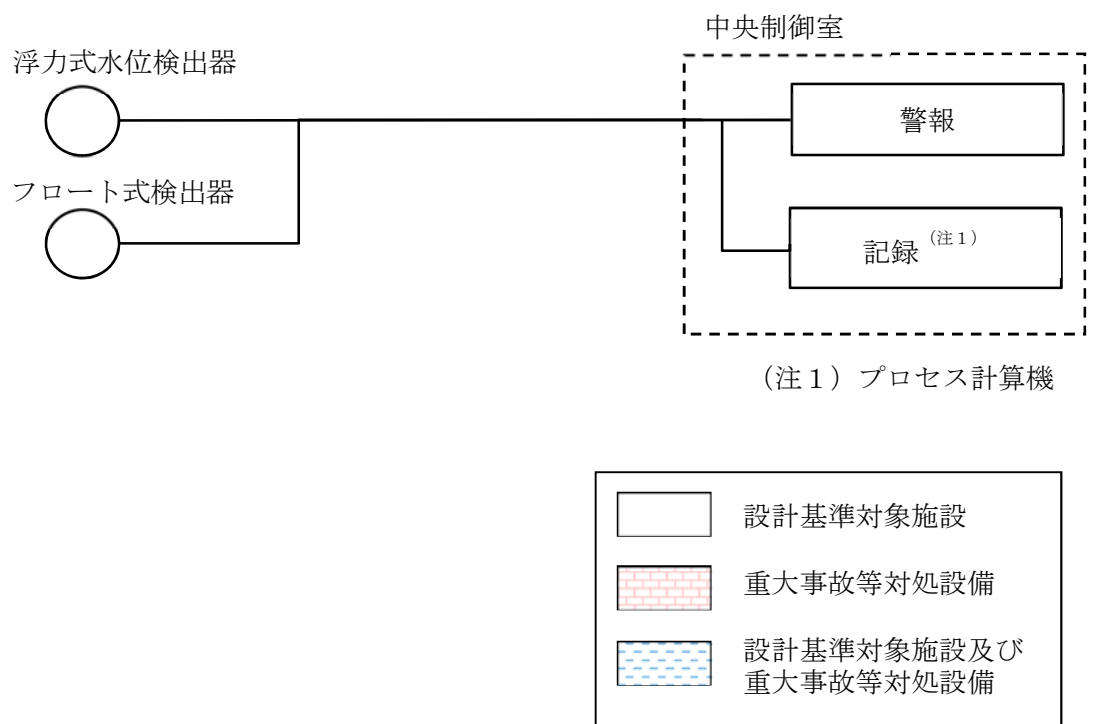 中央制御室
浮力式水位検出器
警報
フロート式検出器
記録（注１）
（注１）プロセス計算機
設計基準対象施設
重大事故等対処設備
設計基準対象施設及び
重大事故等対処設備